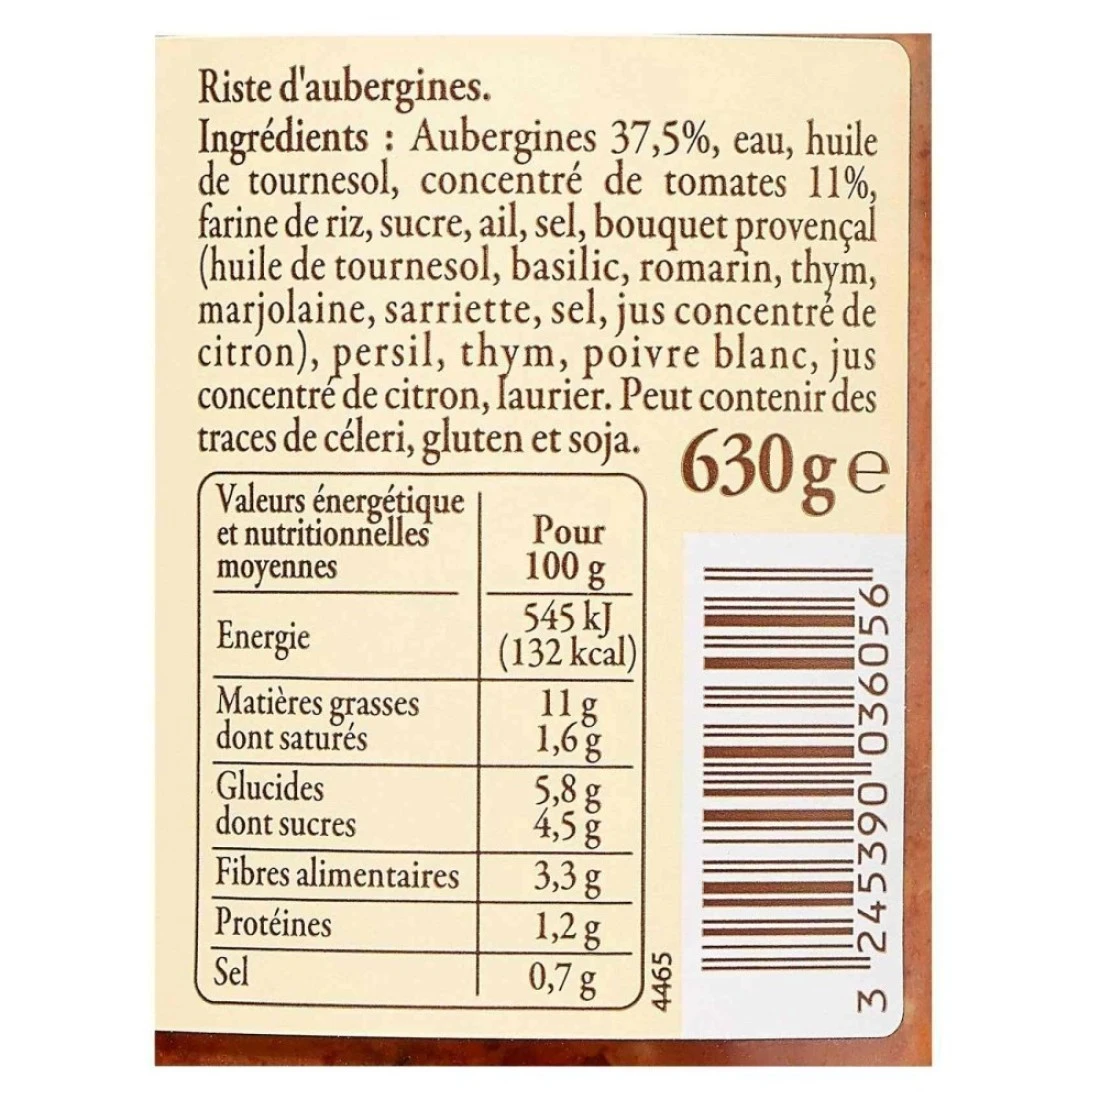 Riste d'aubergines.
Ingrédients : Aubergines 37,5%, eau, huile
de tournesol, concentré de tomates 11%,
farine de riz, sucre, ail, sel, bouquet provençal
(huile de tournesol, basilic, romarin, thym,
marjolaine, sarriette, sel, jus concentré de
citron), persil, thym, poivre blanc, jus
concentré de citron, laurier. Peut contenir des
traces de céleri, gluten et soja.
630g e
Valeurs énergétique
et nutritionnelles
moyennes
Pour
100 g
Energie
545 kJ
(132 kcal)
Matières grasses
11 g
dont saturés
1,6 g
Glucides
5,8 g
dont sucres
4,5 g
Fibres alimentaires
3,3 g
Protéines
1,2 g
Sel
0,7 g
4465
3 245390 036056